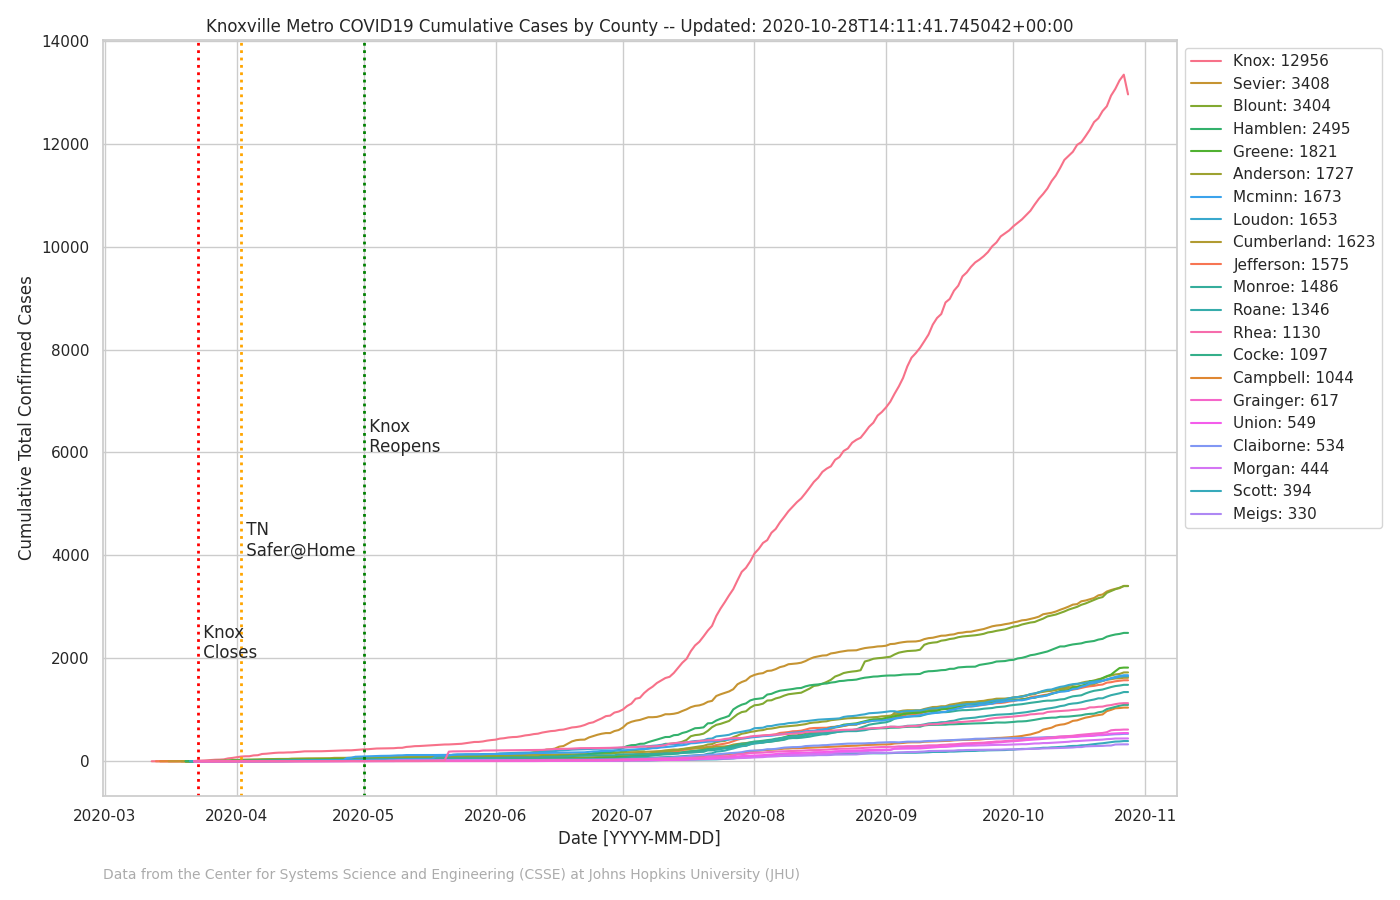 Knoxville Metro COVID19 Cumulative Cases by County -- Updated: 2020-10-28T14:11:41.745042+00:00
14000
12000
10000
8000
6000
4000
2000
0
Cumulative Total Confirmed Cases
Knox
Reopens
TN
Safer@Home
Knox
Closes
2020-03
2020-04
2020-05
2020-06
2020-07
2020-08
2020-09
2020-10
2020-11
Date [YYYY-MM-DD]
Knox: 12956
Sevier: 3408
Blount: 3404
Hamblen: 2495
Greene: 1821
Anderson: 1727
Mcminn: 1673
Loudon: 1653
Cumberland: 1623
Jefferson: 1575
Monroe: 1486
Roane: 1346
Rhea: 1130
Cocke: 1097
Campbell: 1044
Grainger: 617
Union: 549
Claiborne: 534
Morgan: 444
Scott: 394
Meigs: 330
Data from the Center for Systems Science and Engineering (CSSE) at Johns Hopkins University (JHU)